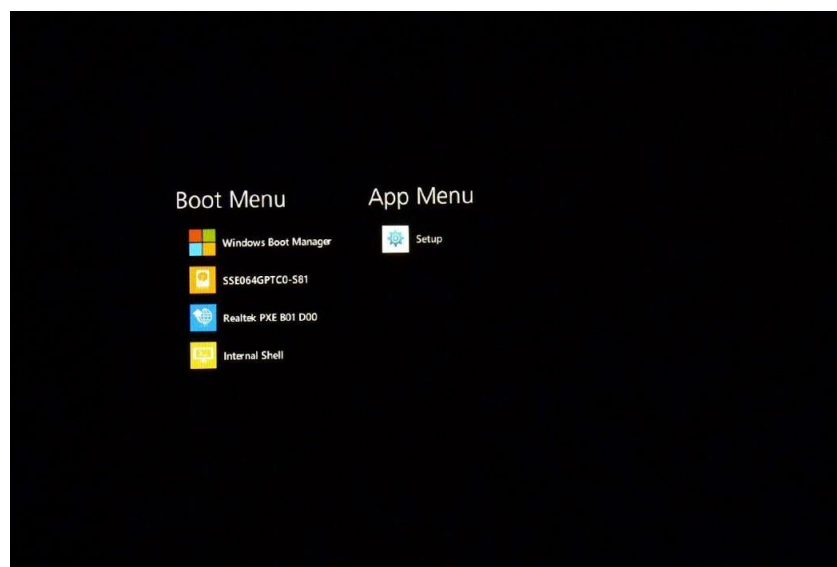 Boot Menu
Windows Boot Manager
SSE064GPTC0-S81
Realtek PXE B01 D00
Internal Shell
App Menu
Setup